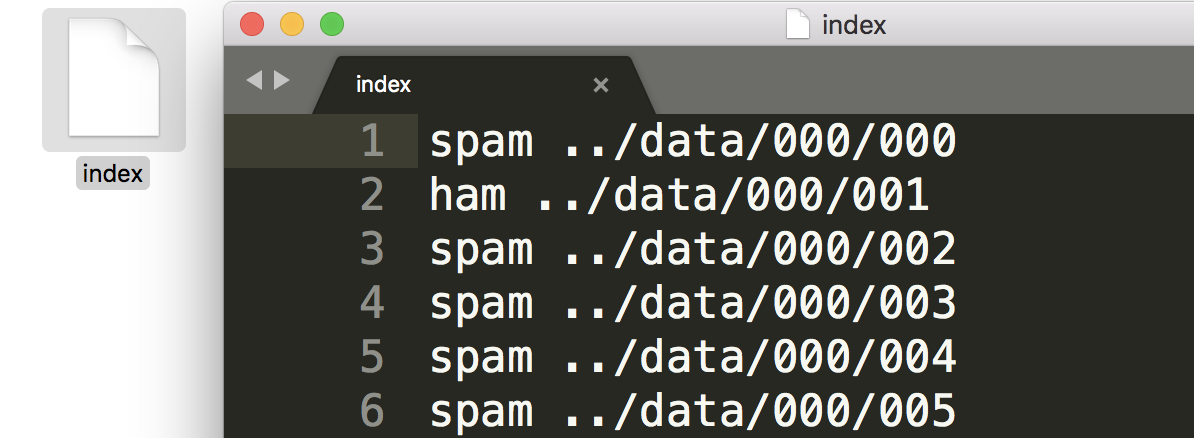 index
index
index ×
1 spam ../data/000/000
2 ham ../data/000/001
3 spam ../data/000/002
4 spam ../data/000/003
5 spam ../data/000/004
6 spam ../data/000/005